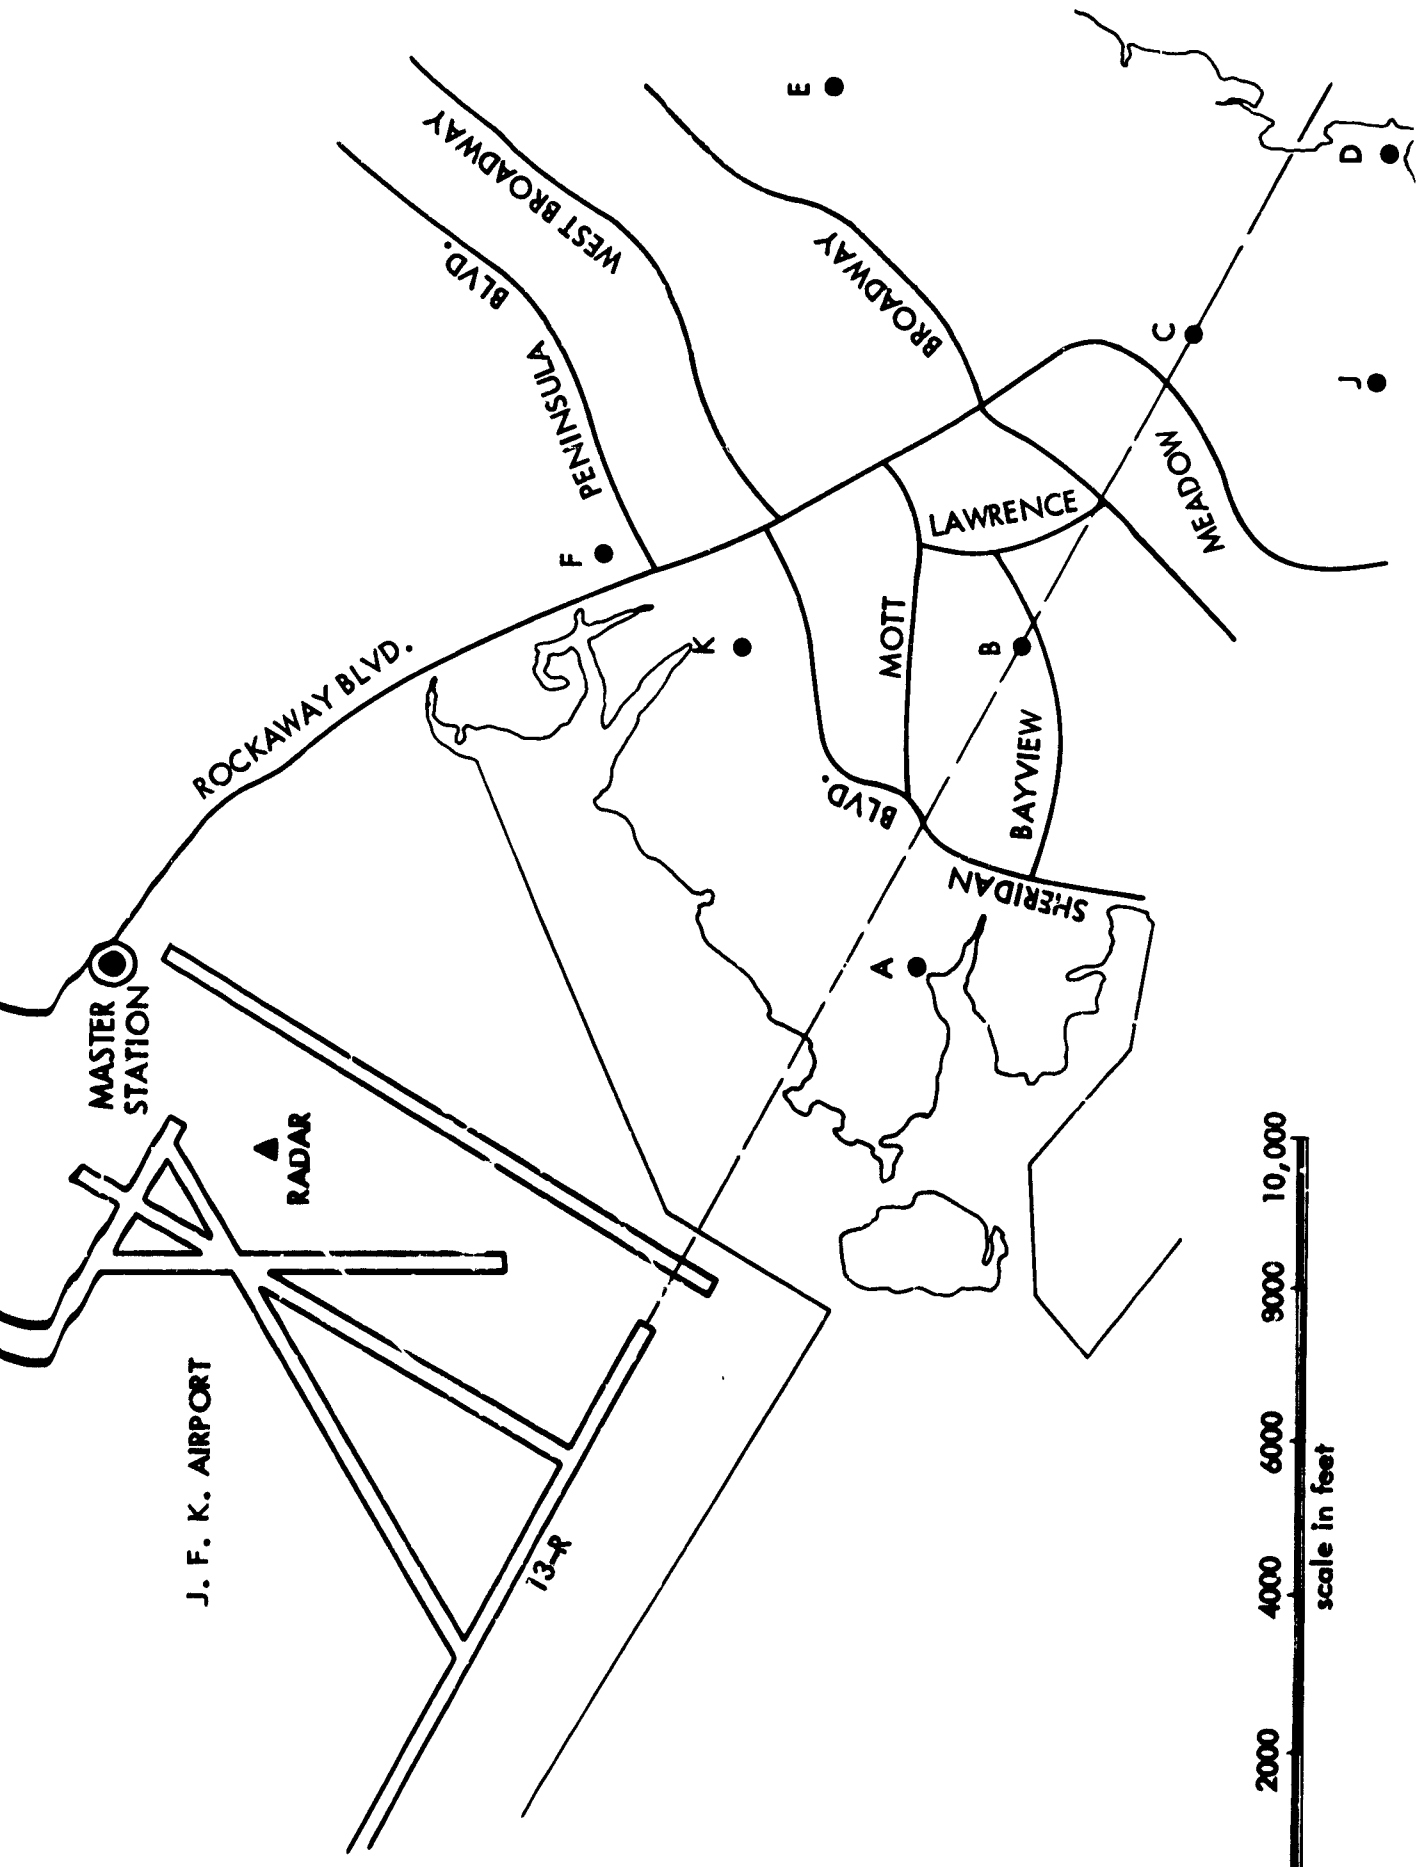 MASTER
STATION
RADAR
J. F. K. AIRPORT
13-R
ROCKAWAY BLVD.
PENINSULA
BLVD.
WEST BROADWAY
BROADWAY
E
F
K
MOTT
LAWRENCE
B
BAYVIEW
BLVD.
SHERIDAN
A
C
D
J
MEADOW
2000
4000
6000
8000
10,000
scale in feet